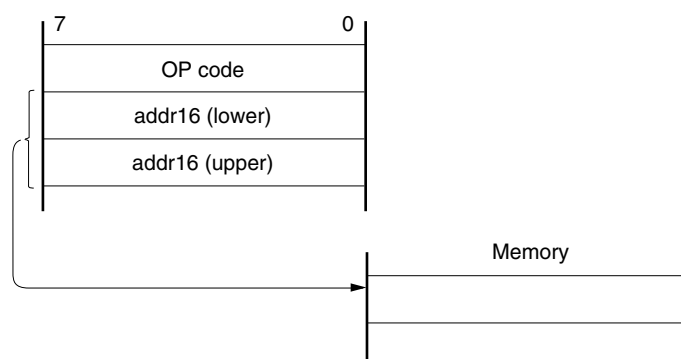 7 0
OP code
addr16 (lower)
addr16 (upper)
Memory